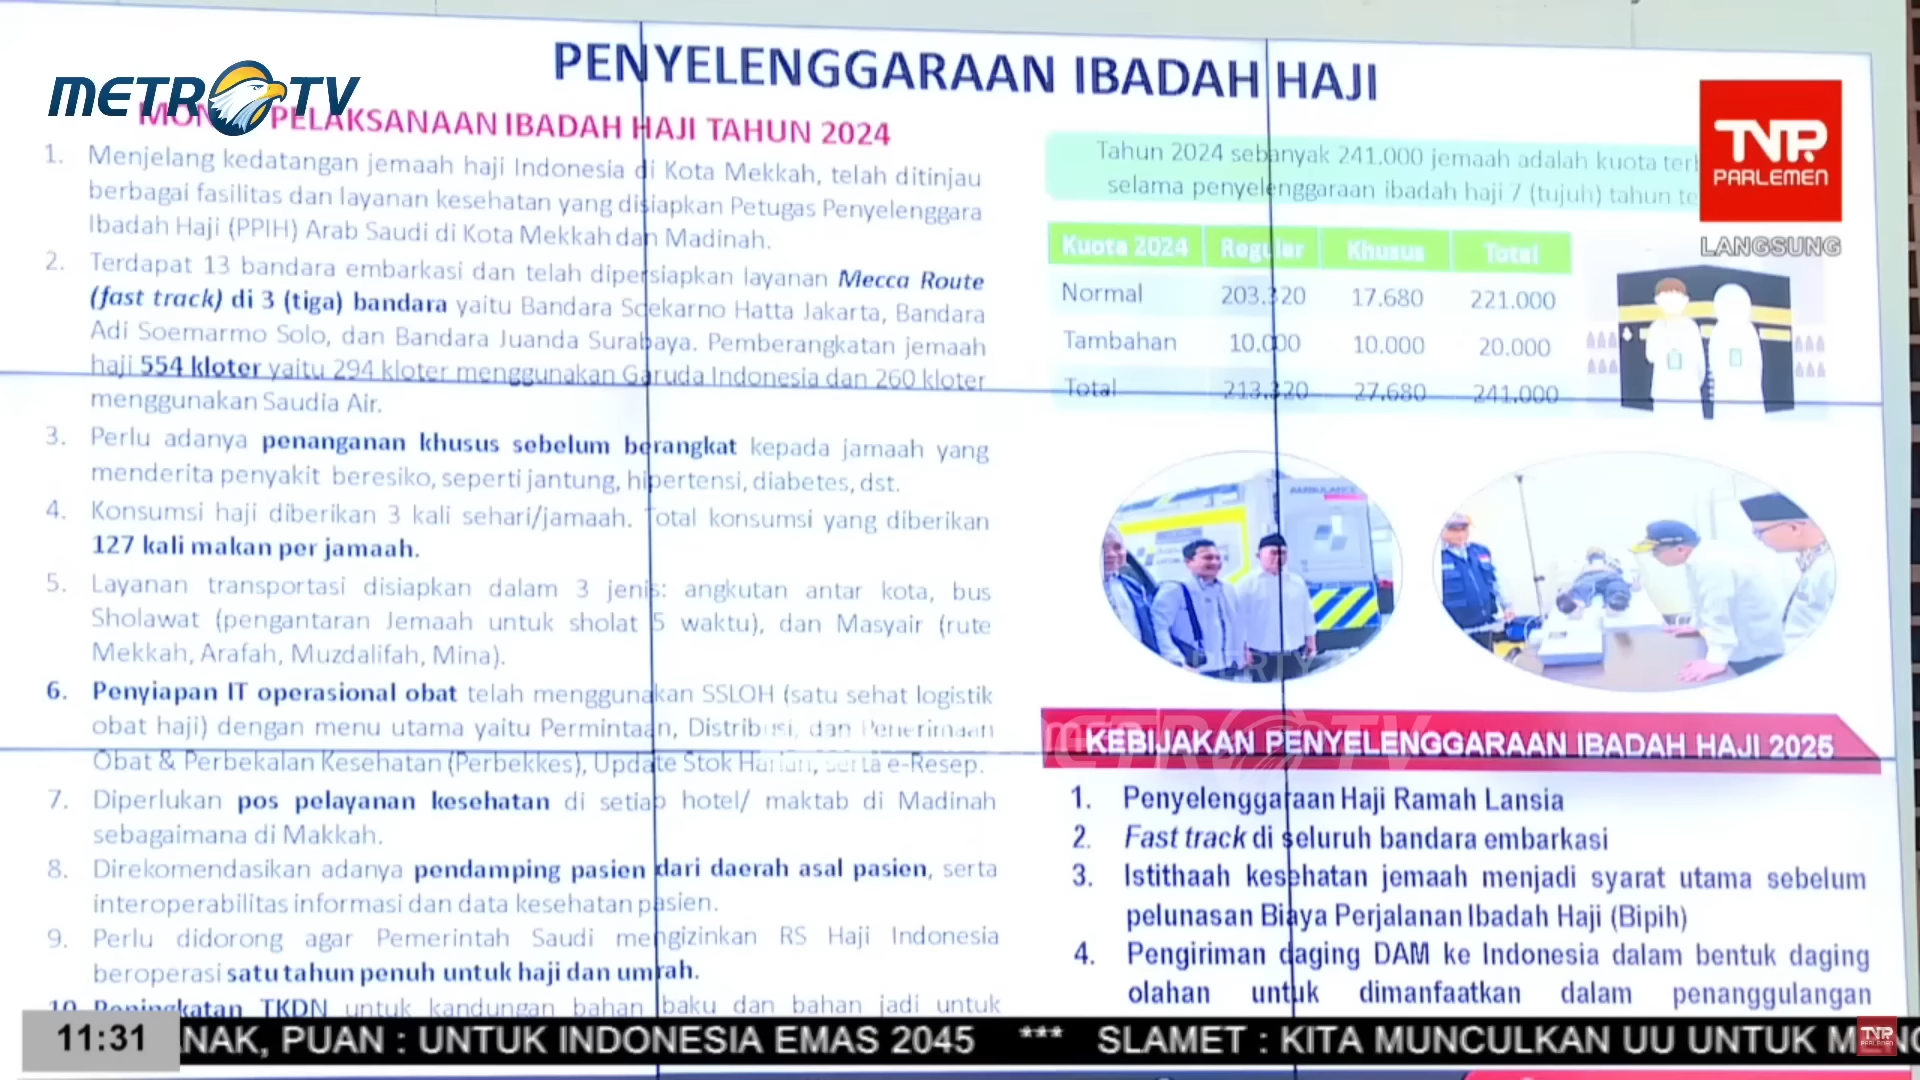 PENYELENGGARAAN IBADAH HAJI
METRO TV
PELAKSANAAN IBADAH HAJI TAHUN 2024
1. Menjelang kedatangan jemaah haji Indonesia di Kota Mekkah, telah ditinjau
berbagai fasilitas dan layanan kesehatan yang disiapkan Petugas Penyelenggara
Ibadah Haji (PPIH) Arab Saudi di Kota Mekkah dan Madinah.
2. Terdapat 13 bandara embarkasi dan telah dipersiapkan layanan Mecca Route
(fast track) di 3 (tiga) bandara yaitu Bandara Soekarno Hatta Jakarta, Bandara
Adi Soemarmo Solo, dan Bandara Juanda Surabaya. Pemberangkatan jemaah
haji 554 kloter yaitu 294 kloter menggunakan Garuda Indonesia dan 260 kloter
menggunakan Saudia Air.
3. Perlu adanya penanganan khusus sebelum berangkat kepada jamaah yang
menderita penyakit beresiko, seperti jantung, hipertensi, diabetes, dst.
4. Konsumsi haji diberikan 3 kali sehari/jamaah. Total konsumsi yang diberikan
127 kali makan per jamaah.
5. Layanan transportasi disiapkan dalam 3 jenis: angkutan antar kota, bus
Sholawat (pengantaran Jemaah untuk sholat 5 waktu), dan Masyair (rute
Mekkah, Arafah, Muzdalifah, Mina).
6. Penyiapan IT operasional obat telah menggunakan SSLOH (satu sehat logistik
obat haji) dengan menu utama yaitu Permintaan, Distribusi, dan Penerimaan
Obat & Perbekalan Kesehatan (Perbekkes), Update Stok Harian, serta e-Resep.
7. Diperlukan pos pelayanan kesehatan di setiap hotel/ maktab di Madinah
sebagaimana di Makkah.
8. Direkomendasikan adanya pendamping pasien dari daerah asal pasien, serta
interoperabilitas informasi dan data kesehatan pasien.
9. Perlu didorong agar Pemerintah Saudi mengizinkan RS Haji Indonesia
beroperasi satu tahun penuh untuk haji dan umrah.
10. Peningkatan TKDN untuk kandungan bahan baku dan bahan jadi untuk
Tahun 2024 sebanyak 241.000 jemaah adalah kuota
selama penyelenggaraan ibadah haji 7 (tujuh) tahun
TVR PARLEMEN
LANGSUNG
Kuota 2024 Reguler Khusus Total
Normal 203.320 17.680 221.000
Tambahan 10.000 10.000 20.000
Total 213.320 27.680 241.000
AMBULANCE
METRO TV
KEBIJAKAN PENYELENGGARAAN IBADAH HAJI 2025
1. Penyelenggaraan Haji Ramah Lansia
2. Fast track di seluruh bandara embarkasi
3. Istithaah kesehatan jemaah menjadi syarat utama sebelum
pelunasan Biaya Perjalanan Ibadah Haji (Bipih)
4. Pengiriman daging DAM ke Indonesia dalam bentuk daging
olahan untuk dimanfaatkan dalam penanggulangan
11:31 NAK, PUAN : UNTUK INDONESIA EMAS 2045 *** SLAMET : KITA MUNCULKAN UU UNTUK
TVR PARLEMEN